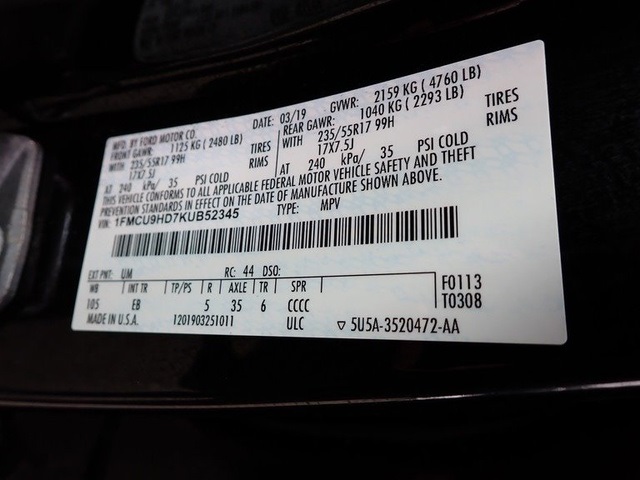 MFD. BY FORD MOTOR CO. DATE: 03/19 GVWR: 2159 KG ( 4760 LB)
FRONT GAWR: 1125 KG ( 2480 LB) REAR GAWR: 1040 KG ( 2293 LB)
WITH 235/55R17 99H TIRES WITH 235/55R17 99H TIRES
17X7.5J RIMS 17X7.5J RIMS
AT 240 kPa/ 35 PSI COLD AT 240 kPa/ 35 PSI COLD
THIS VEHICLE CONFORMS TO ALL APPLICABLE FEDERAL MOTOR VEHICLE SAFETY AND THEFT
PREVENTION STANDARDS IN EFFECT ON THE DATE OF MANUFACTURE SHOWN ABOVE.
VIN: 1FMCU9HD7KUB52345 TYPE: MPV
EXT PNT: UM RC: 44 DSO:
WB INT TR TP/PS R AXLE TR SPR F0113
105 EB 5 35 6 CCCC T0308
MADE IN U.S.A. 1201903251011 ULC ▽ 5U5A-3520472-AA